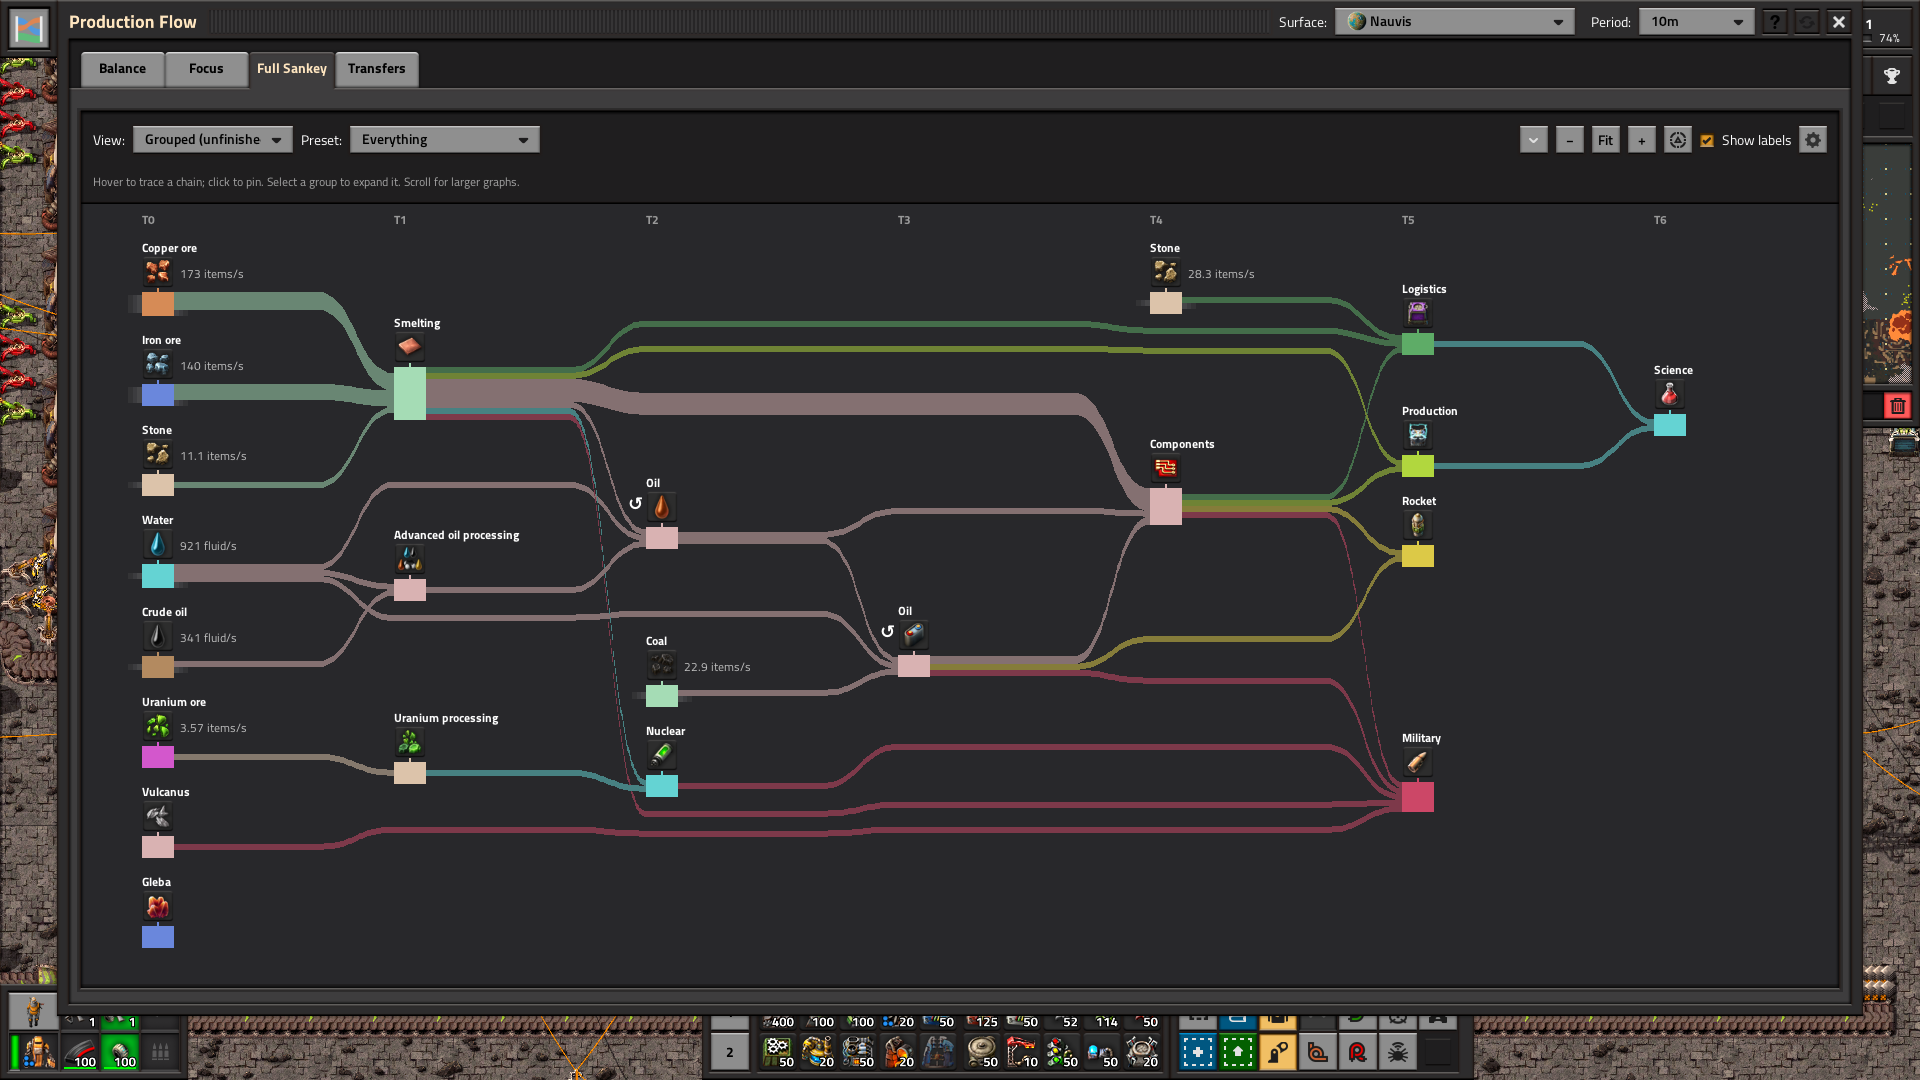 Production Flow
Surface:
Nauvis
Period:
10m
?
1
74%
Balance
Focus
Full Sankey
Transfers
View:
Grouped (unfinishe
Preset:
Everything
-
Fit
+
Show labels
Hover to trace a chain; click to pin. Select a group to expand it. Scroll for larger graphs.
T0
T1
T2
T3
T4
T5
T6
Copper ore
173 items/s
Stone
28.3 items/s
Logistics
Smelting
Iron ore
140 items/s
Science
Production
Stone
11.1 items/s
Components
Oil
Rocket
Water
921 fluid/s
Advanced oil processing
Crude oil
341 fluid/s
Oil
Coal
22.9 items/s
Uranium ore
3.57 items/s
Uranium processing
Nuclear
Military
Vulcanus
Gleba
1
1
400
100
100
20
50
125
50
52
114
50
100
100
2
50
20
50
20
50
10
50
50
20